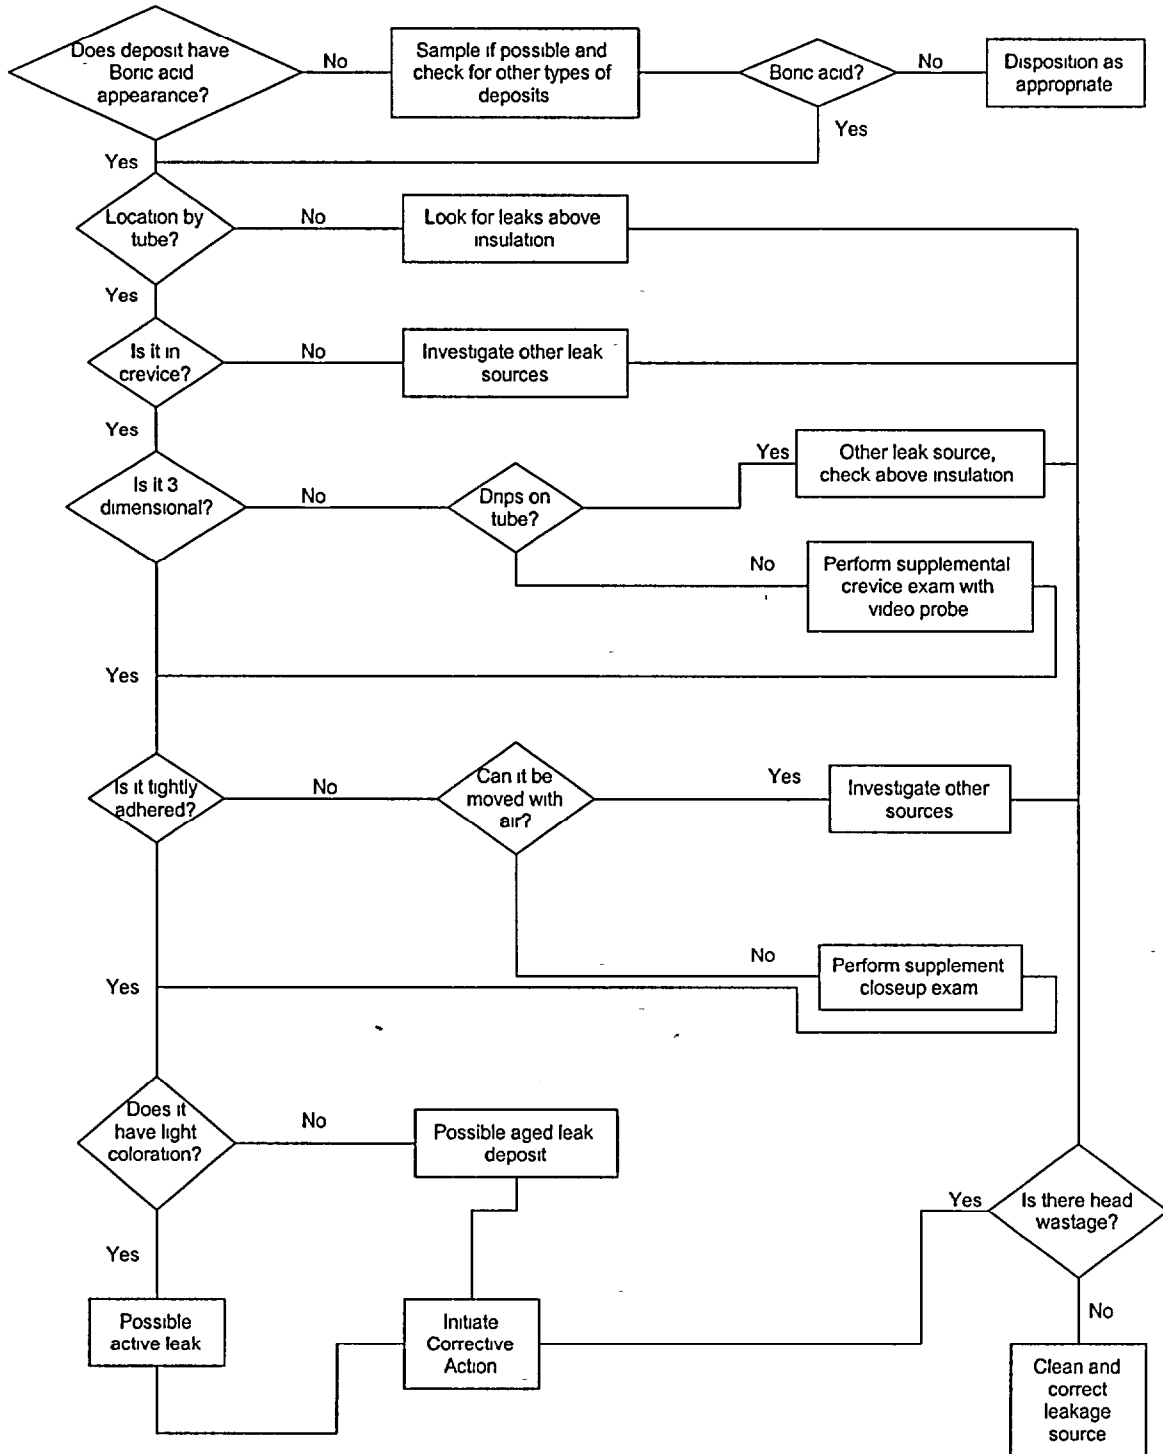 Does deposit have
Boric acid
appearance?
No
Sample if possible and
check for other types of
deposits
Boric acid?
No
Disposition as
appropriate
Yes
Yes
Location by
tube?
No
Look for leaks above
insulation
Yes
Is it in
crevice?
No
Investigate other leak
sources
Yes
Is it 3
dimensional?
No
Drips on
tube?
Yes
Other leak source,
check above insulation
No
Perform supplemental
crevice exam with
video probe
Yes
Is it tightly
adhered?
No
Can it be
moved with
air?
Yes
Investigate other
sources
No
Perform supplement
closeup exam
Yes
Does it
have light
coloration?
No
Possible aged leak
deposit
Yes
Is there head
wastage?
Yes
Possible
active leak
Initiate
Corrective
Action
No
Clean and
correct
leakage
source